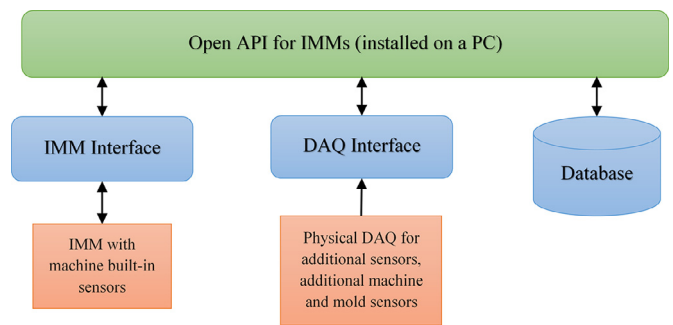 Open API for IMMs (installed on a PC)
IMM Interface
DAQ Interface
Database
IMM with
machine built-in
sensors
Physical DAQ for
additional sensors,
additional machine
and mold sensors